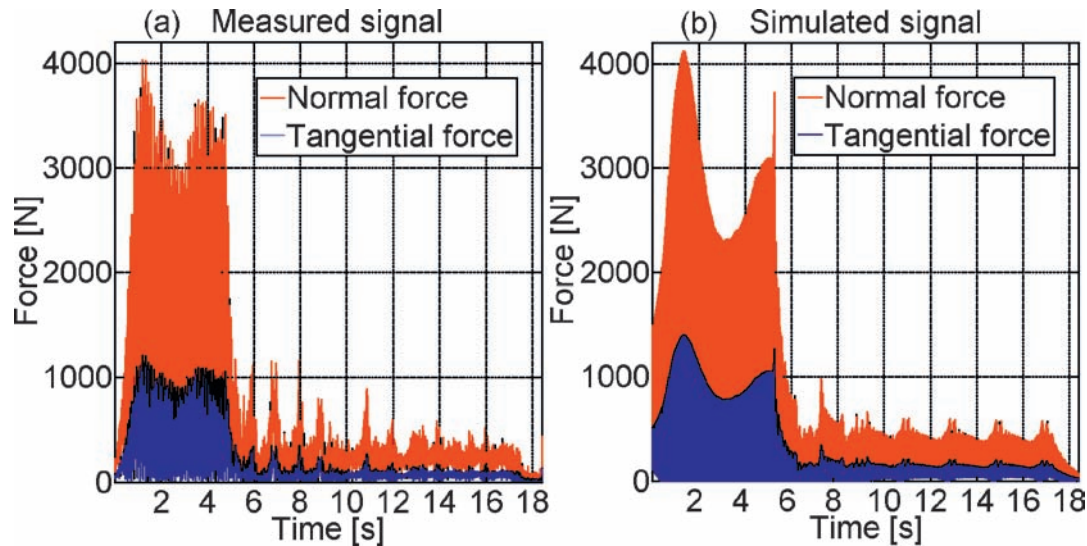 (a) Measured signal
4000
3000
2000
1000
0
Force [N]
Normal force
Tangential force
2 4 6 8 10 12 14 16 18
Time [s]
(b) Simulated signal
4000
3000
2000
1000
0
Force [N]
Normal force
Tangential force
2 4 6 8 10 12 14 16 18
Time [s]